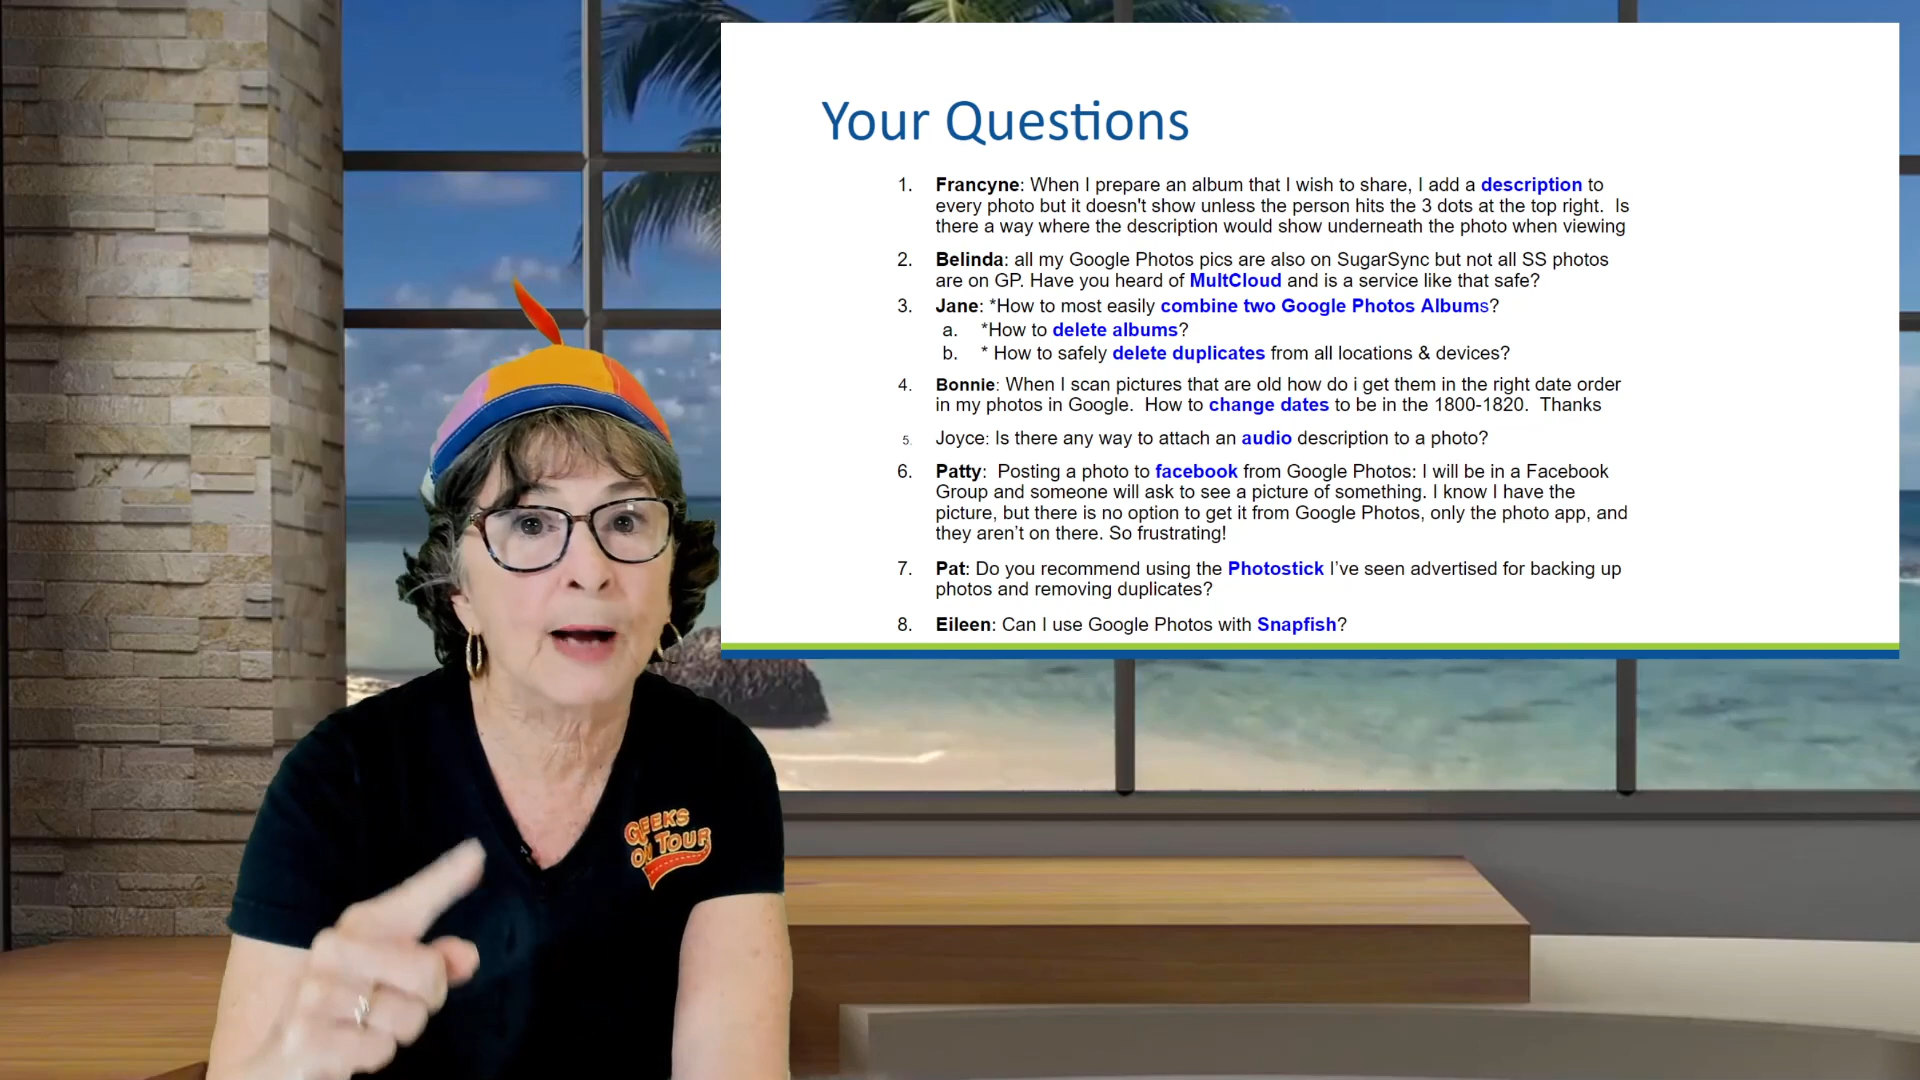 Your Questions
1. Francyne: When I prepare an album that I wish to share, I add a description to
every photo but it doesn't show unless the person hits the 3 dots at the top right. Is
there a way where the description would show underneath the photo when viewing
2. Belinda: all my Google Photos pics are also on SugarSync but not all SS photos
are on GP. Have you heard of MultCloud and is a service like that safe?
3. Jane: *How to most easily combine two Google Photos Albums?
a. *How to delete albums?
b. * How to safely delete duplicates from all locations & devices?
4. Bonnie: When I scan pictures that are old how do i get them in the right date order
in my photos in Google. How to change dates to be in the 1800-1820. Thanks
5. Joyce: Is there any way to attach an audio description to a photo?
6. Patty: Posting a photo to facebook from Google Photos: I will be in a Facebook
Group and someone will ask to see a picture of something. I know I have the
picture, but there is no option to get it from Google Photos, only the photo app, and
they aren't on there. So frustrating!
7. Pat: Do you recommend using the Photostick I've seen advertised for backing up
photos and removing duplicates?
8. Eileen: Can I use Google Photos with Snapfish?
GEEKS
ON TOUR